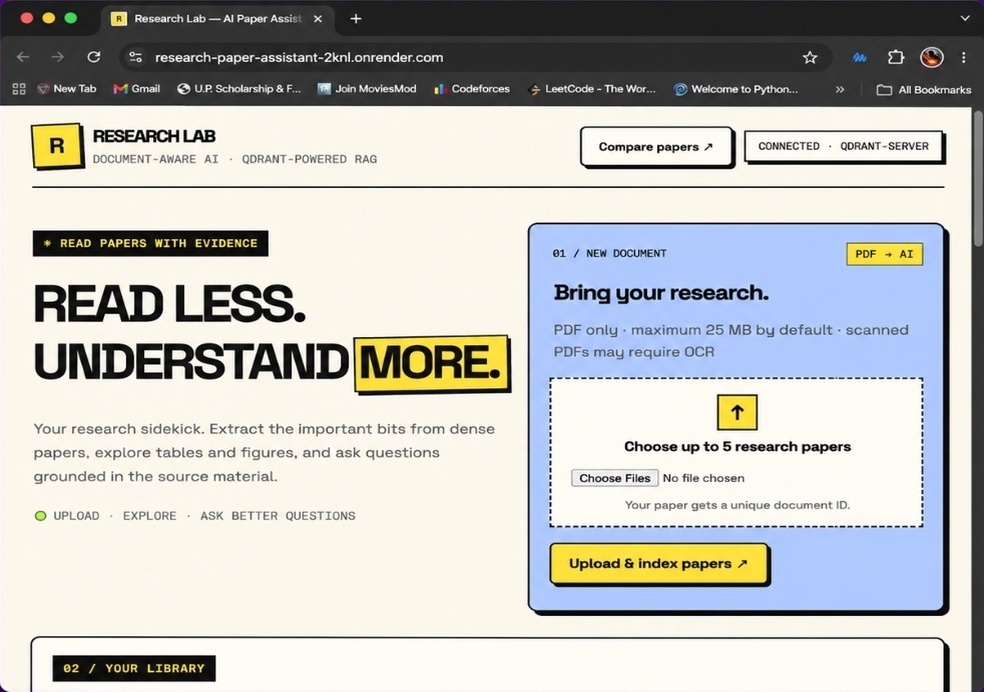 R Research Lab — AI Paper Assist
research-paper-assistant-2knl.onrender.com
New Tab Gmail U.P. Scholarship & F... Join MoviesMod Codeforces LeetCode - The Wor... Welcome to Python... » All Bookmarks
R
RESEARCH LAB
DOCUMENT-AWARE AI · QDRANT-POWERED RAG
Compare papers ↗
CONNECTED · QDRANT-SERVER
* READ PAPERS WITH EVIDENCE
READ LESS.
UNDERSTAND MORE.
Your research sidekick. Extract the important bits from dense
papers, explore tables and figures, and ask questions
grounded in the source material.
UPLOAD · EXPLORE · ASK BETTER QUESTIONS
01 / NEW DOCUMENT
PDF → AI
Bring your research.
PDF only · maximum 25 MB by default · scanned
PDFs may require OCR
↑
Choose up to 5 research papers
Choose Files No file chosen
Your paper gets a unique document ID.
Upload & index papers ↗
02 / YOUR LIBRARY